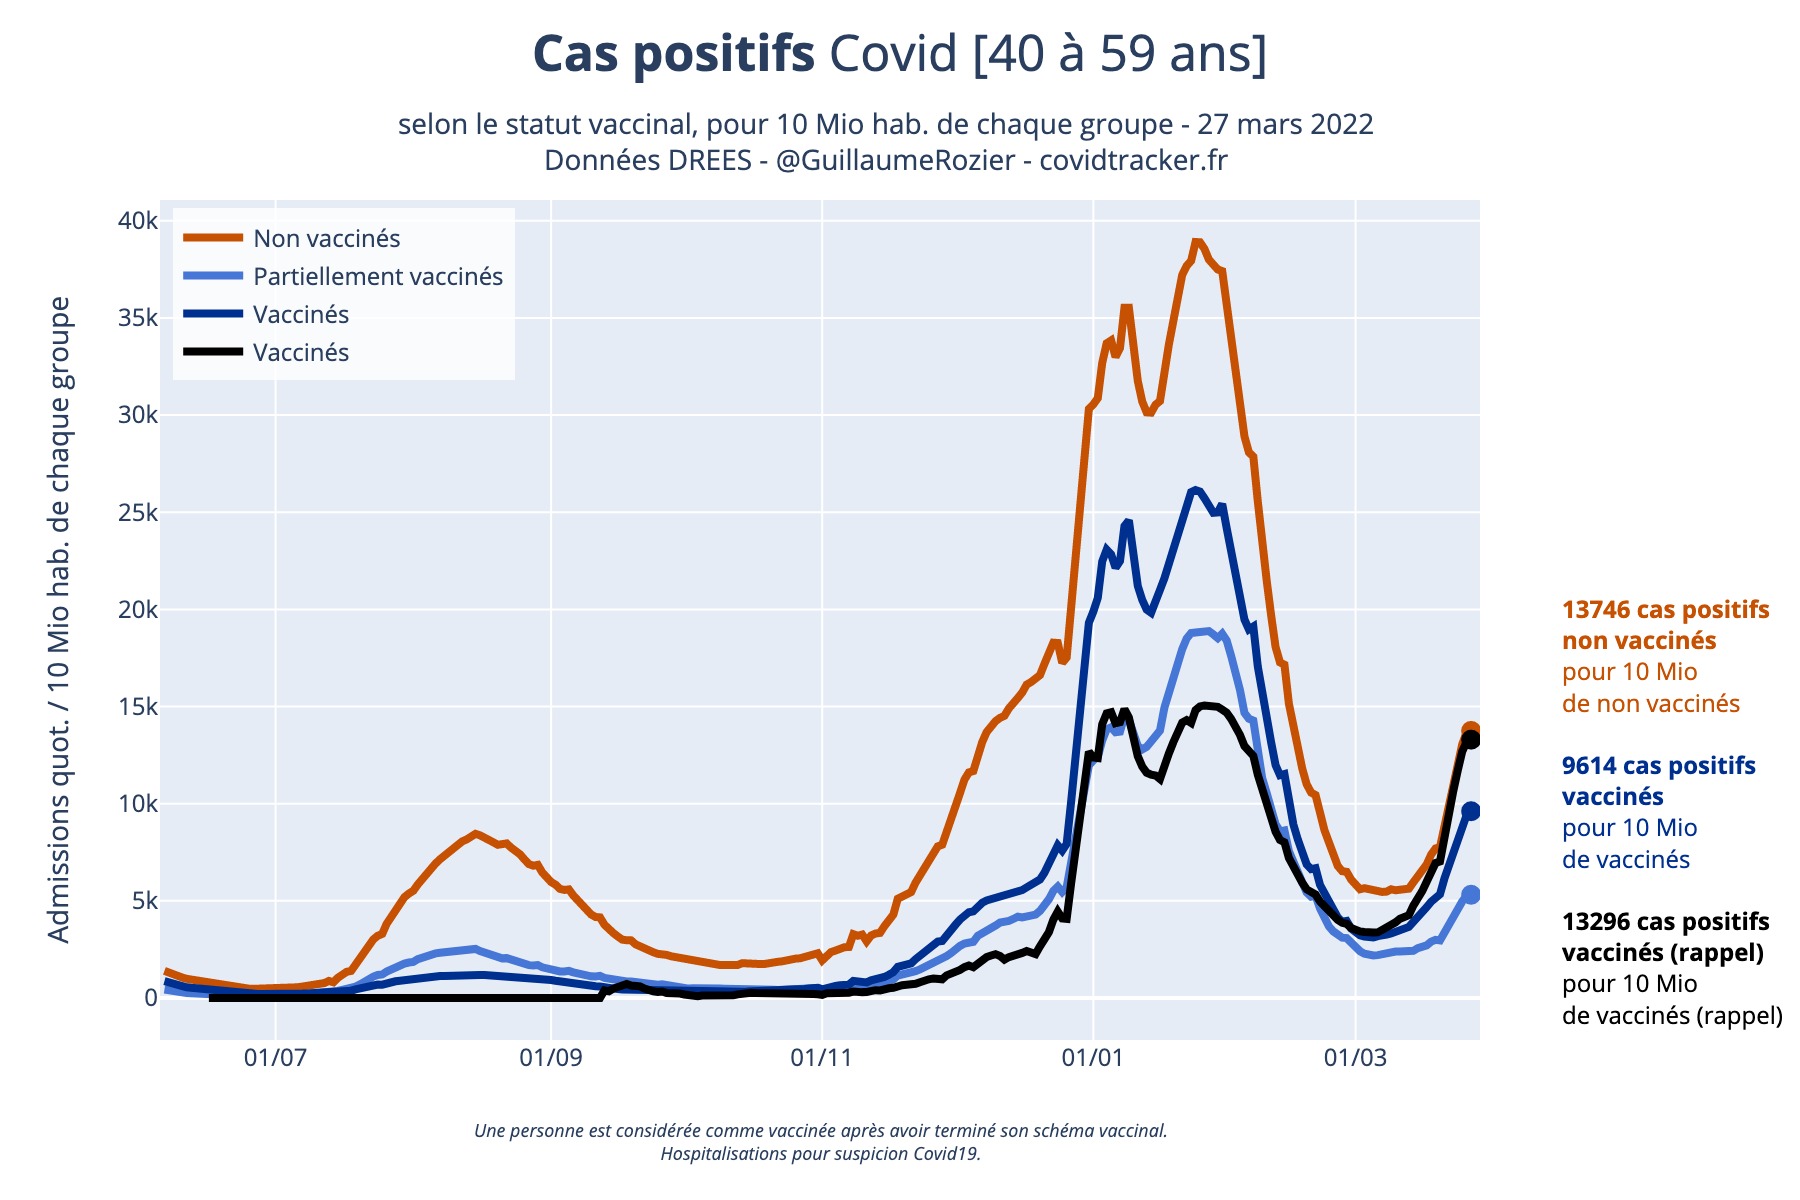 Cas positifs Covid [40 à 59 ans]
selon le statut vaccinal, pour 10 Mio hab. de chaque groupe - 27 mars 2022
Données DREES - @GuillaumeRozier - covidtracker.fr
Admissions quot. / 10 Mio hab. de chaque groupe
40k
35k
30k
25k
20k
15k
10k
5k
0
Non vaccinés
Partiellement vaccinés
Vaccinés
Vaccinés
01/07
01/09
01/11
01/01
01/03
13746 cas positifs
non vaccinés
pour 10 Mio
de non vaccinés
9614 cas positifs
vaccinés
pour 10 Mio
de vaccinés
13296 cas positifs
vaccinés (rappel)
pour 10 Mio
de vaccinés (rappel)
Une personne est considérée comme vaccinée après avoir terminé son schéma vaccinal.
Hospitalisations pour suspicion Covid19.